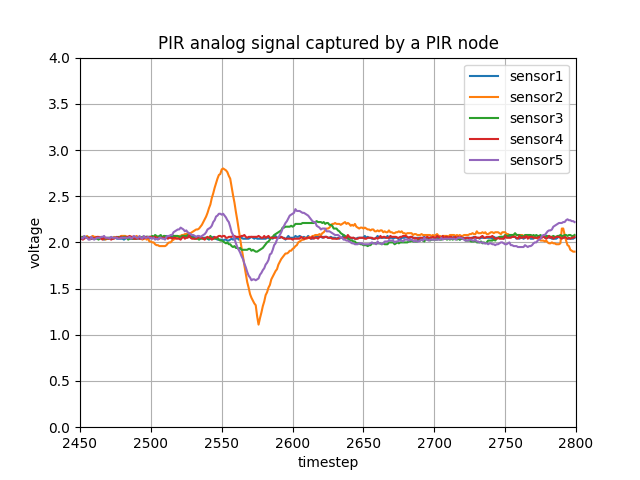 PIR analog signal captured by a PIR node
4.0
3.5
3.0
2.5
2.0
1.5
1.0
0.5
0.0
voltage
sensor1
sensor2
sensor3
sensor4
sensor5
2450 2500 2550 2600 2650 2700 2750 2800
timestep